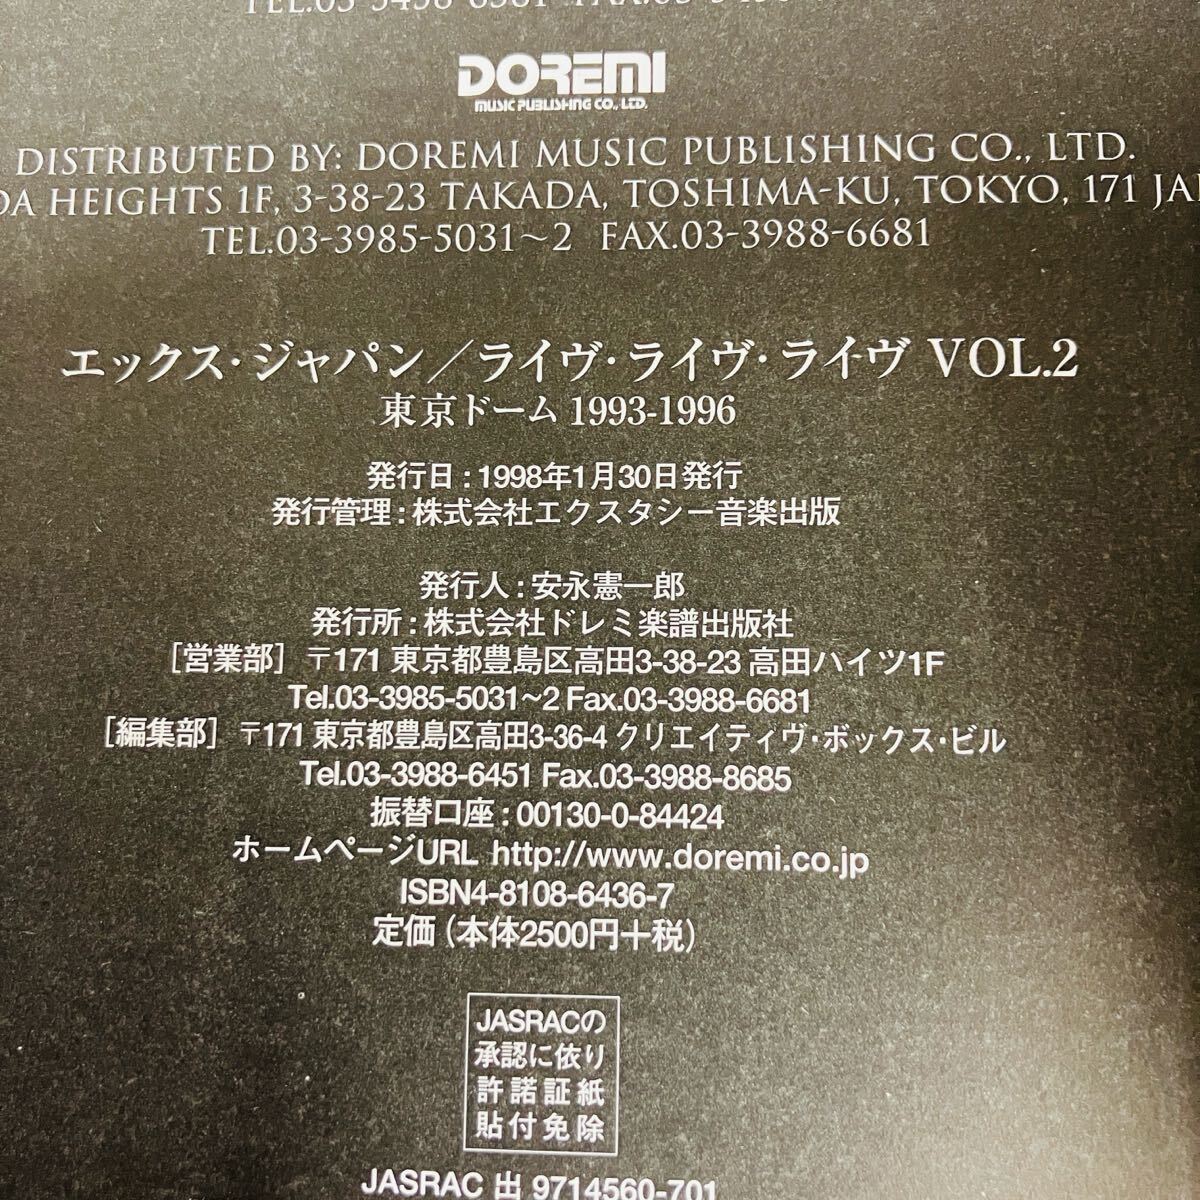 DOREMI
MUSIC PUBLISHING CO., LTD.
DISTRIBUTED BY: DOREMI MUSIC PUBLISHING CO., LTD.
HEIGHTS 1F, 3-38-23 TAKADA, TOSHIMA-KU, TOKYO, 171
TEL.03-3985-5031~2 FAX.03-3988-6681
エックス・ジャパン／ライヴ・ライヴ・ライヴ VOL.2
東京ドーム 1993-1996
発行日 : 1998年1月30日発行
発行管理 : 株式会社エクスタシー音楽出版
発行人 : 安永憲一郎
発行所 : 株式会社ドレミ楽譜出版社
［営業部］〒171 東京都豊島区高田3-38-23 高田ハイツ1F
Tel.03-3985-5031~2 Fax.03-3988-6681
［編集部］〒171 東京都豊島区高田3-36-4 クリエイティヴ・ボックス・ビル
Tel.03-3988-6451 Fax.03-3988-8685
振替口座 : 00130-0-84424
ホームページURL http://www.doremi.co.jp
ISBN4-8108-6436-7
定価（本体2500円＋税）
JASRACの
承認に依り
許諾証紙
貼付免除
JASRAC 出 9714560-701